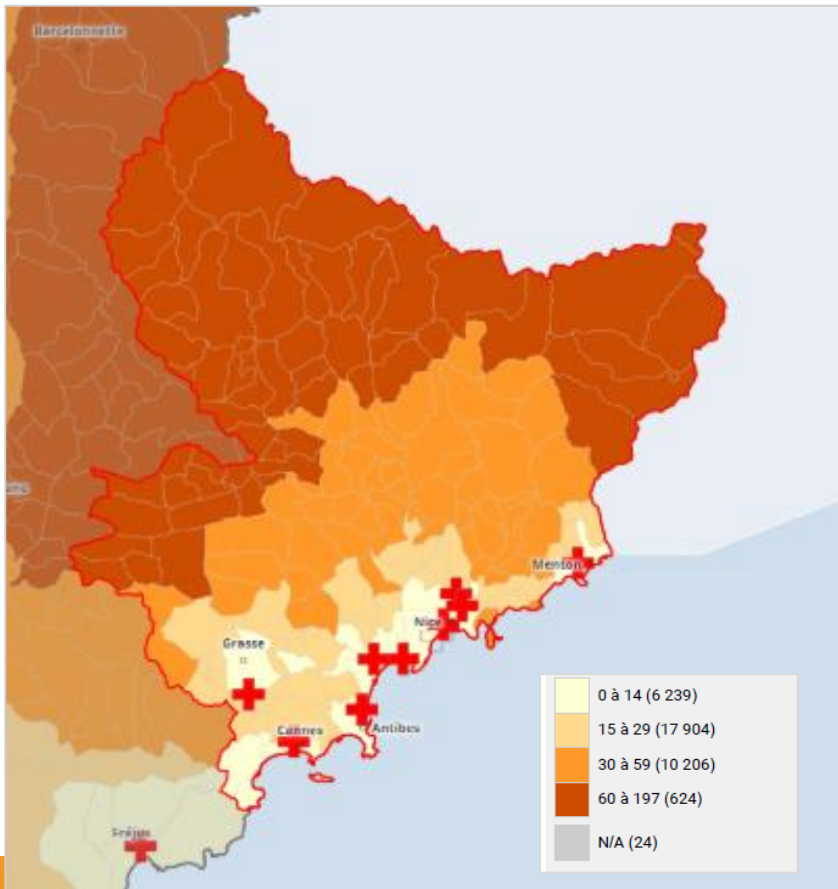 Barcelonnette
Menton
Nice
Grasse
Cannes
Antibes
Fréjus
0 à 14 (6 239)
15 à 29 (17 904)
30 à 59 (10 206)
60 à 197 (624)
N/A (24)